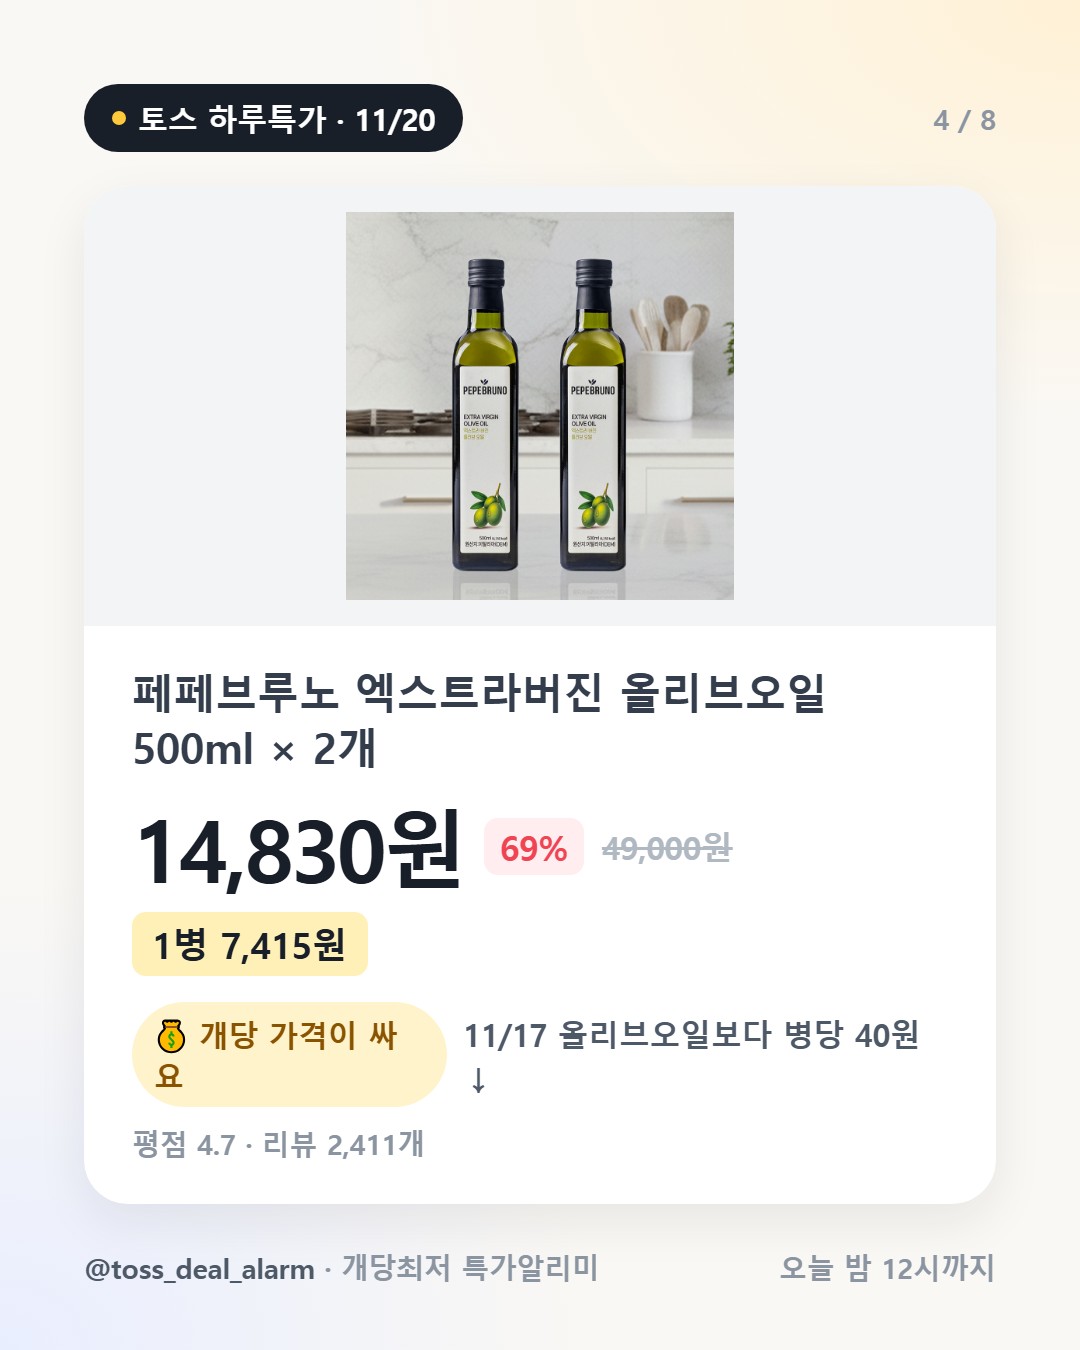 토스 하루특가 · 11/20
4 / 8
PEPEBRUNO
EXTRA VIRGIN
OLIVE OIL
PEPEBRUNO
EXTRA VIRGIN
OLIVE OIL
페페브루노 엑스트라버진 올리브오일
500ml × 2개
14,830원
69%
49,000원
1병 7,415원
개당 가격이 싸
요
11/17 올리브오일보다 병당 40원
↓
평점 4.7 · 리뷰 2,411개
@toss_deal_alarm · 개당최저 특가알리미
오늘 밤 12시까지